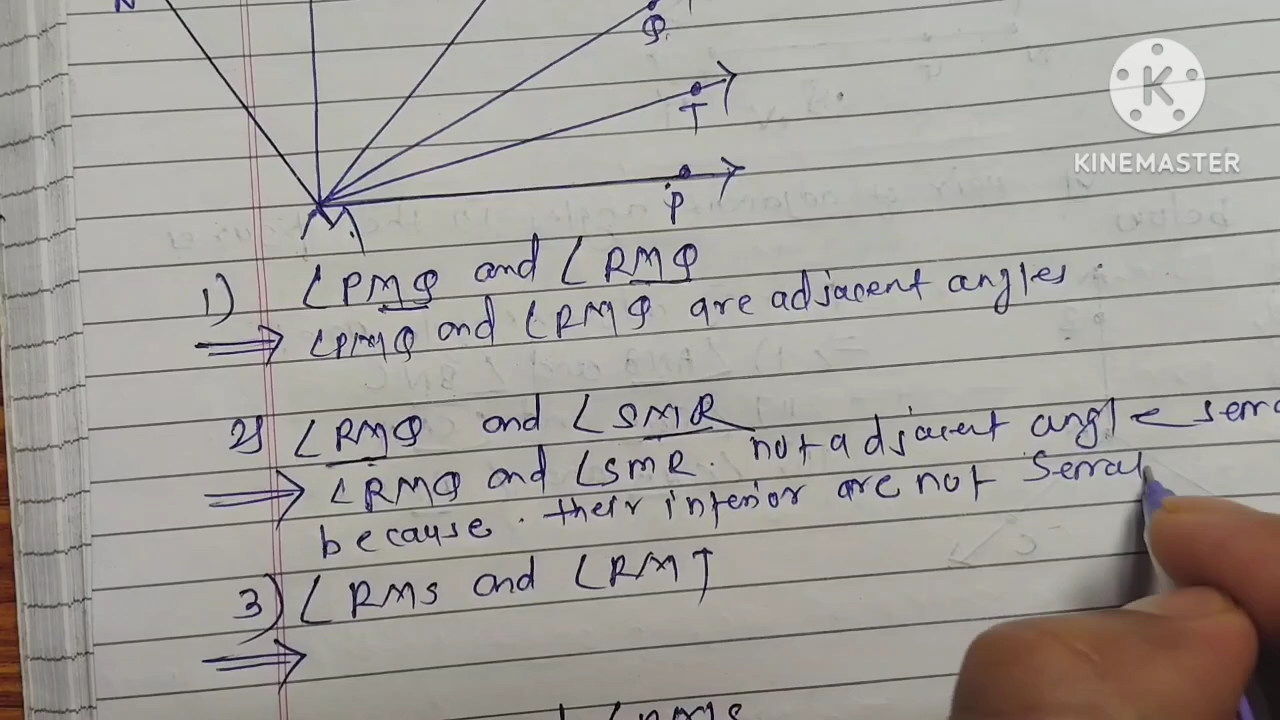 N
Q
T
P
M
KINEMASTER
1) ∠PMQ and ∠RMQ
⇒ ∠PMQ and ∠RMQ are adjacent angles.
2) ∠RMQ and ∠SMR
⇒ ∠RMQ and ∠SMR. not adjacent angle
because. their interior are not
3) ∠RMS and ∠RMT
⇒